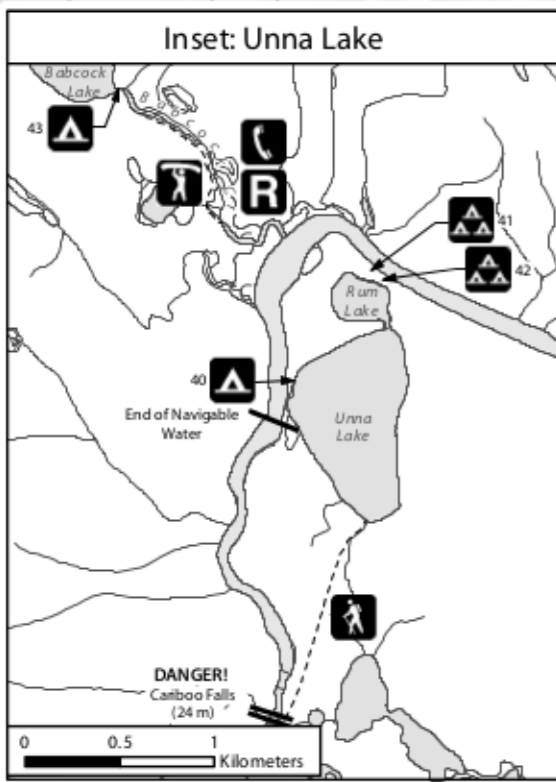 Inset: Unna Lake
Babcock
Lake
43
Babcoc
R
41
42
Rum
Lake
40
End of Navigable
Water
Unna
Lake
DANGER!
Cariboo Falls
(24 m)
0 0.5 1
Kilometers